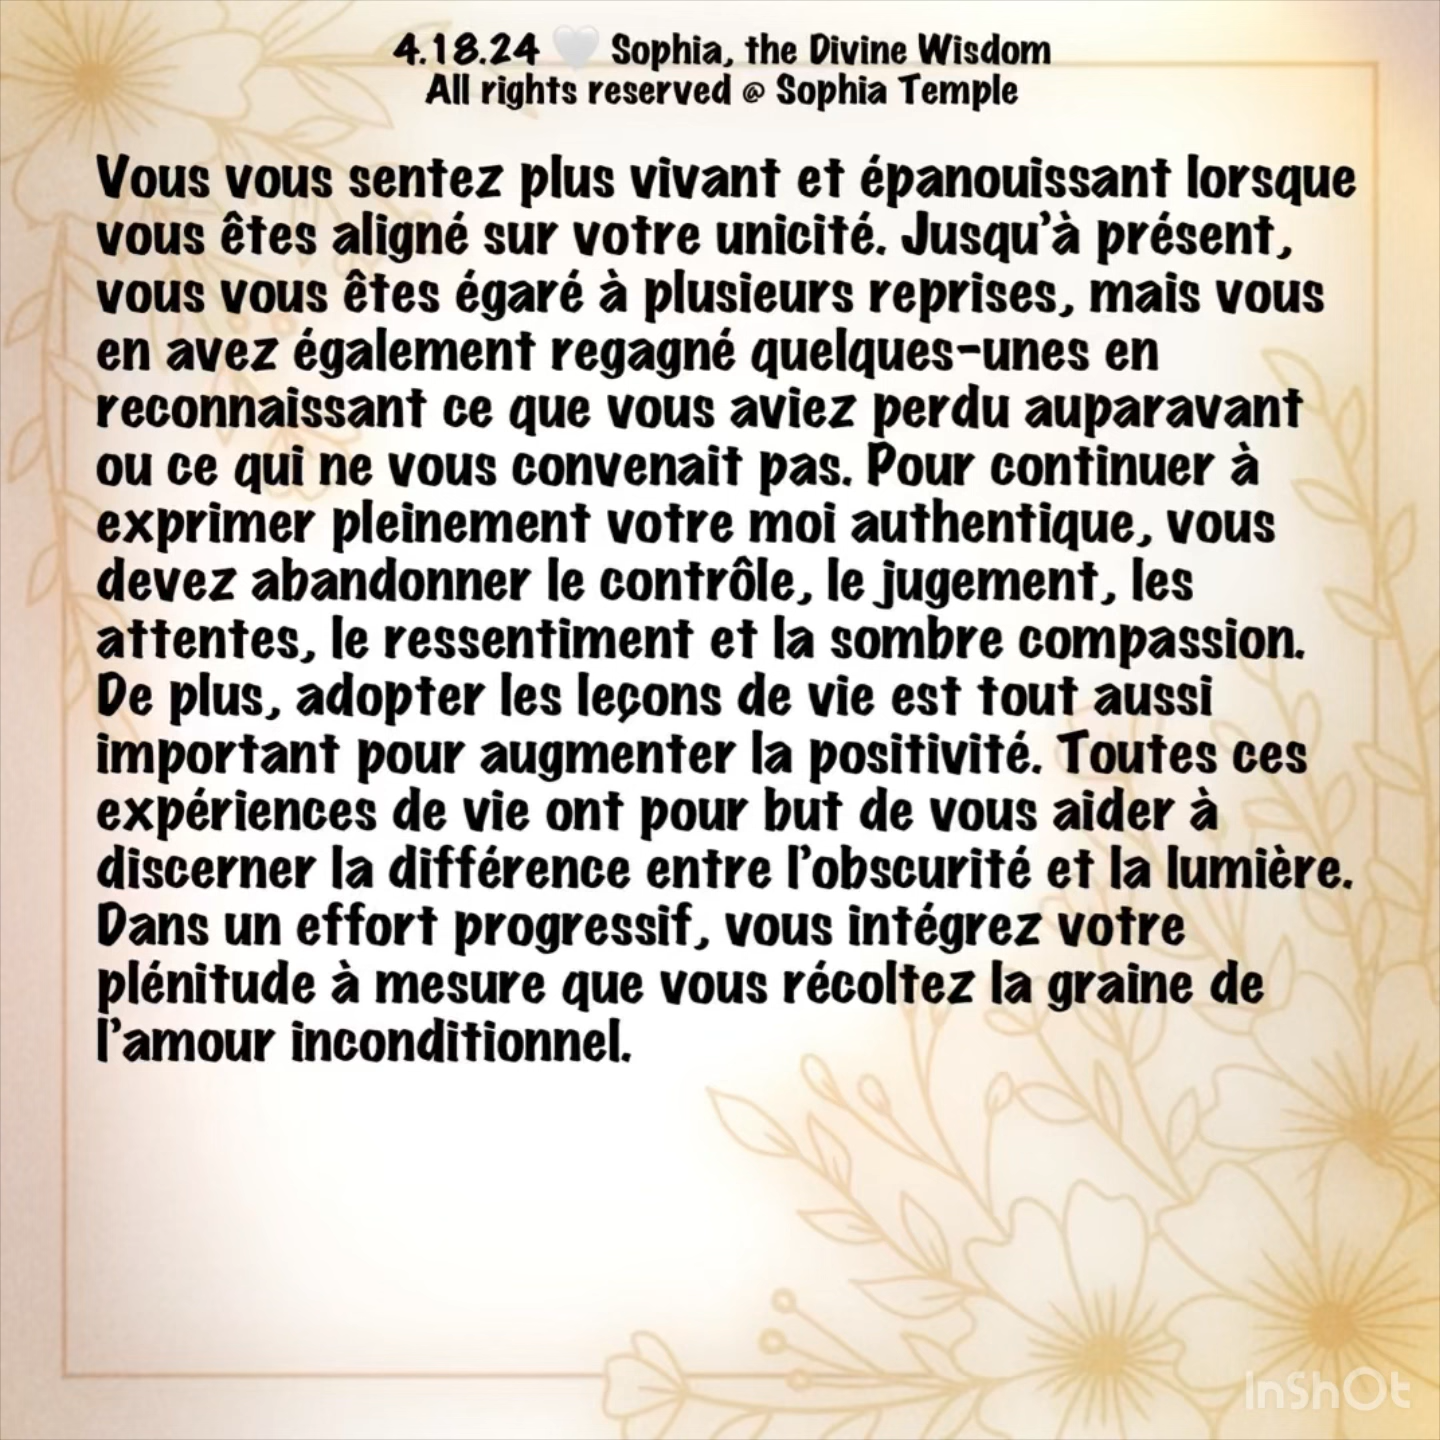 4.18.24 🤍 Sophia, the Divine Wisdom
All rights reserved @ Sophia Temple
Vous vous sentez plus vivant et épanouissant lorsque
vous êtes aligné sur votre unicité. Jusqu'à présent,
vous vous êtes égaré à plusieurs reprises, mais vous
en avez également regagné quelques-unes en
reconnaissant ce que vous aviez perdu auparavant
ou ce qui ne vous convenait pas. Pour continuer à
exprimer pleinement votre moi authentique, vous
devez abandonner le contrôle, le jugement, les
attentes, le ressentiment et la sombre compassion.
De plus, adopter les leçons de vie est tout aussi
important pour augmenter la positivité. Toutes ces
expériences de vie ont pour but de vous aider à
discerner la différence entre l'obscurité et la lumière.
Dans un effort progressif, vous intégrez votre
plénitude à mesure que vous récoltez la graine de
l'amour inconditionnel.
InShOt